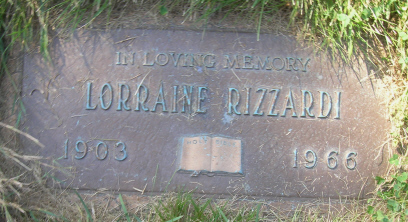 IN LOVING MEMORY
LORRAINE RIZZARDI
1903
1966